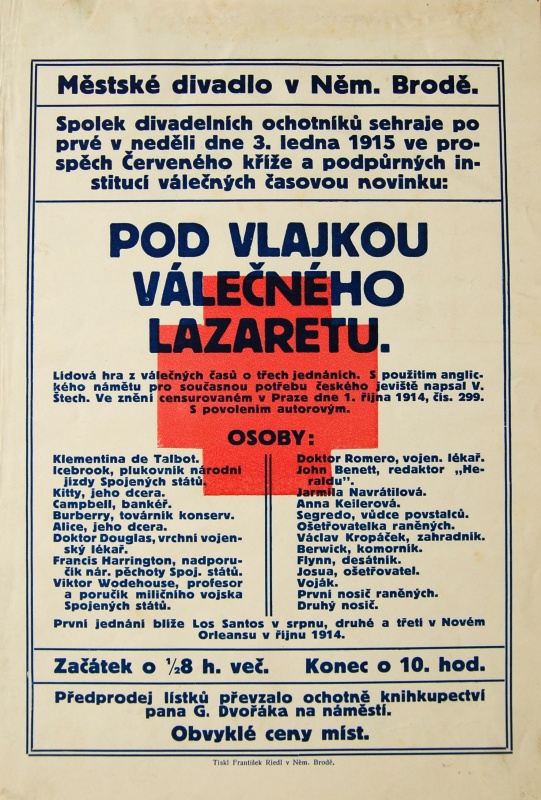 Městské divadlo v Něm. Brodě.
Spolek divadelních ochotníků sehraje po
prvé v neděli dne 3. ledna 1915 ve pro-
spěch Červeného kříže a podpůrných in-
stitucí válečných časovou novinku:
POD VLAJKOU
VÁLEČNÉHO
LAZARETU.
Lidová hra z válečných časů o třech jednáních. S použitím anglic-
kého námětu pro současnou potřebu českého jeviště napsal V.
Štech. Ve znění censurovaném v Praze dne 1. října 1914, čís. 299.
S povolením autorovým.
OSOBY:
Klementina de Talbot.
Icebrook, plukovník národní
jízdy Spojených států.
Kitty, jeho dcera.
Campbell, bankéř.
Burberry, továrník konserv.
Alice, jeho dcera.
Doktor Douglas, vrchní vojen-
ský lékař.
Francis Harrington, nadporu-
čík nár. pěchoty Spoj. států.
Viktor Wodehouse, profesor
a poručík miličního vojska
Spojených států.
Doktor Romero, vojen. lékař.
John Benett, redaktor „He-
raldu".
Jarmila Navrátilová.
Anna Keilerová.
Segredo, vůdce povstalců.
Ošetřovatelka raněných.
Václav Kropáček, zahradník.
Berwick, komorník.
Flynn, desátník.
Josua, ošetřovatel.
Voják.
První nosič raněných.
Druhý nosič.
První jednání blíže Los Santos v srpnu, druhé a třetí v Novém
Orleansu v říjnu 1914.
Začátek o ½8 h. več. Konec o 10. hod.
Předprodej lístků převzalo ochotně knihkupectví
pana G. Dvořáka na náměstí.
Obvyklé ceny míst.
Tiskl František Riedl v Něm. Brodě.